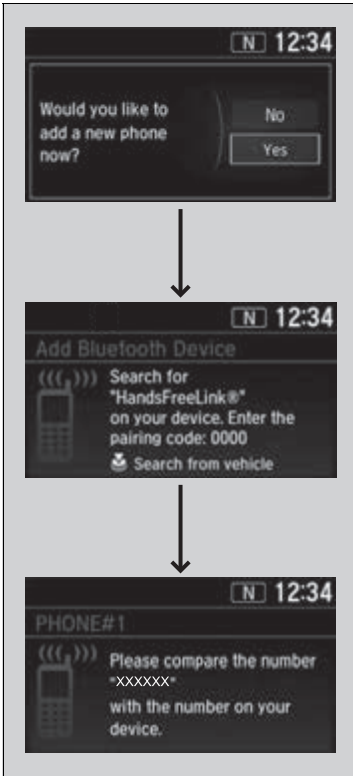 N 12:34
Would you like to
add a new phone
now?
No
Yes
N 12:34
Add Bluetooth Device
Search for
"HandsFreeLink®"
on your device. Enter the
pairing code: 0000
Search from vehicle
N 12:34
PHONE#1
Please compare the number
"XXXXXX"
with the number on your
device.